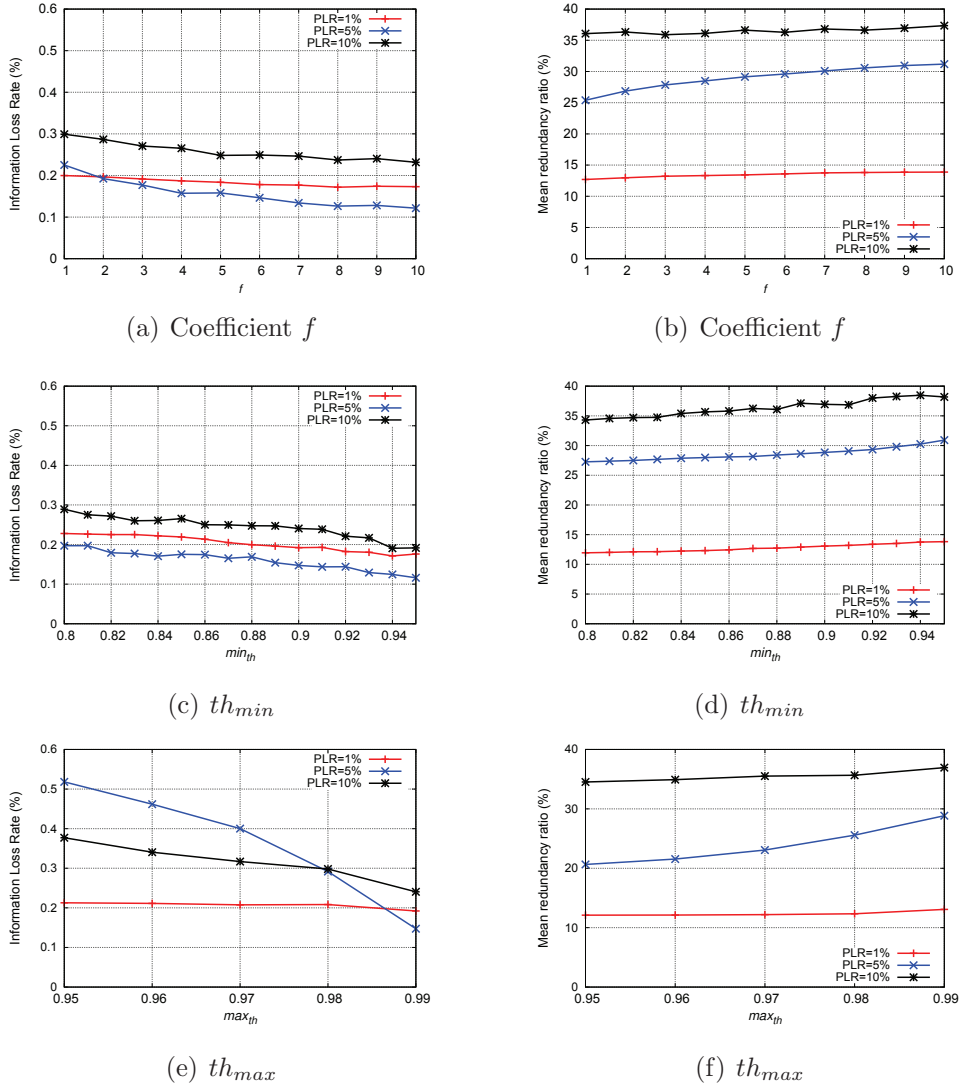 0.6
0.5
0.4
0.3
0.2
0.1
0
Information Loss Rate (%)
PLR=1%
PLR=5%
PLR=10%
1 2 3 4 5 6 7 8 9 10
f
(a) Coefficient f
40
35
30
25
20
15
10
5
0
Mean redundancy ratio (%)
PLR=1%
PLR=5%
PLR=10%
1 2 3 4 5 6 7 8 9 10
f
(b) Coefficient f
0.6
0.5
0.4
0.3
0.2
0.1
0
Information Loss Rate (%)
PLR=1%
PLR=5%
PLR=10%
0.8 0.82 0.84 0.86 0.88 0.9 0.92 0.94
min_th
(c) th_min
40
35
30
25
20
15
10
5
0
Mean redundancy ratio (%)
PLR=1%
PLR=5%
PLR=10%
0.8 0.82 0.84 0.86 0.88 0.9 0.92 0.94
min_th
(d) th_min
0.6
0.5
0.4
0.3
0.2
0.1
0
Information Loss Rate (%)
PLR=1%
PLR=5%
PLR=10%
0.95 0.96 0.97 0.98 0.99
max_th
(e) th_max
40
30
20
10
0
Mean redundancy ratio (%)
PLR=1%
PLR=5%
PLR=10%
0.95 0.96 0.97 0.98 0.99
max_th
(f) th_max